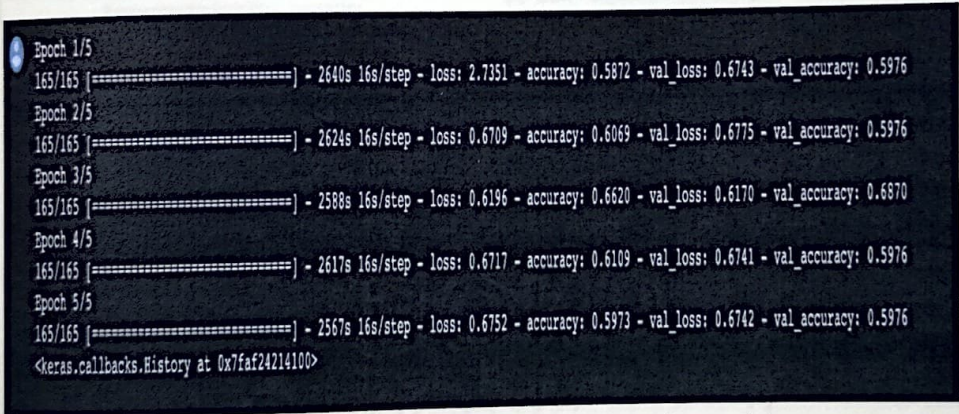 Epoch 1/5
165/165 [==============================] - 2640s 16s/step - loss: 2.7351 - accuracy: 0.5872 - val_loss: 0.6743 - val_accuracy: 0.5976
Epoch 2/5
165/165 [==============================] - 2624s 16s/step - loss: 0.6709 - accuracy: 0.6069 - val_loss: 0.6775 - val_accuracy: 0.5976
Epoch 3/5
165/165 [==============================] - 2588s 16s/step - loss: 0.6196 - accuracy: 0.6620 - val_loss: 0.6170 - val_accuracy: 0.6870
Epoch 4/5
165/165 [==============================] - 2617s 16s/step - loss: 0.6717 - accuracy: 0.6109 - val_loss: 0.6741 - val_accuracy: 0.5976
Epoch 5/5
165/165 [==============================] - 2567s 16s/step - loss: 0.6752 - accuracy: 0.5973 - val_loss: 0.6742 - val_accuracy: 0.5976
<keras.callbacks.History at 0x7faf24214100>